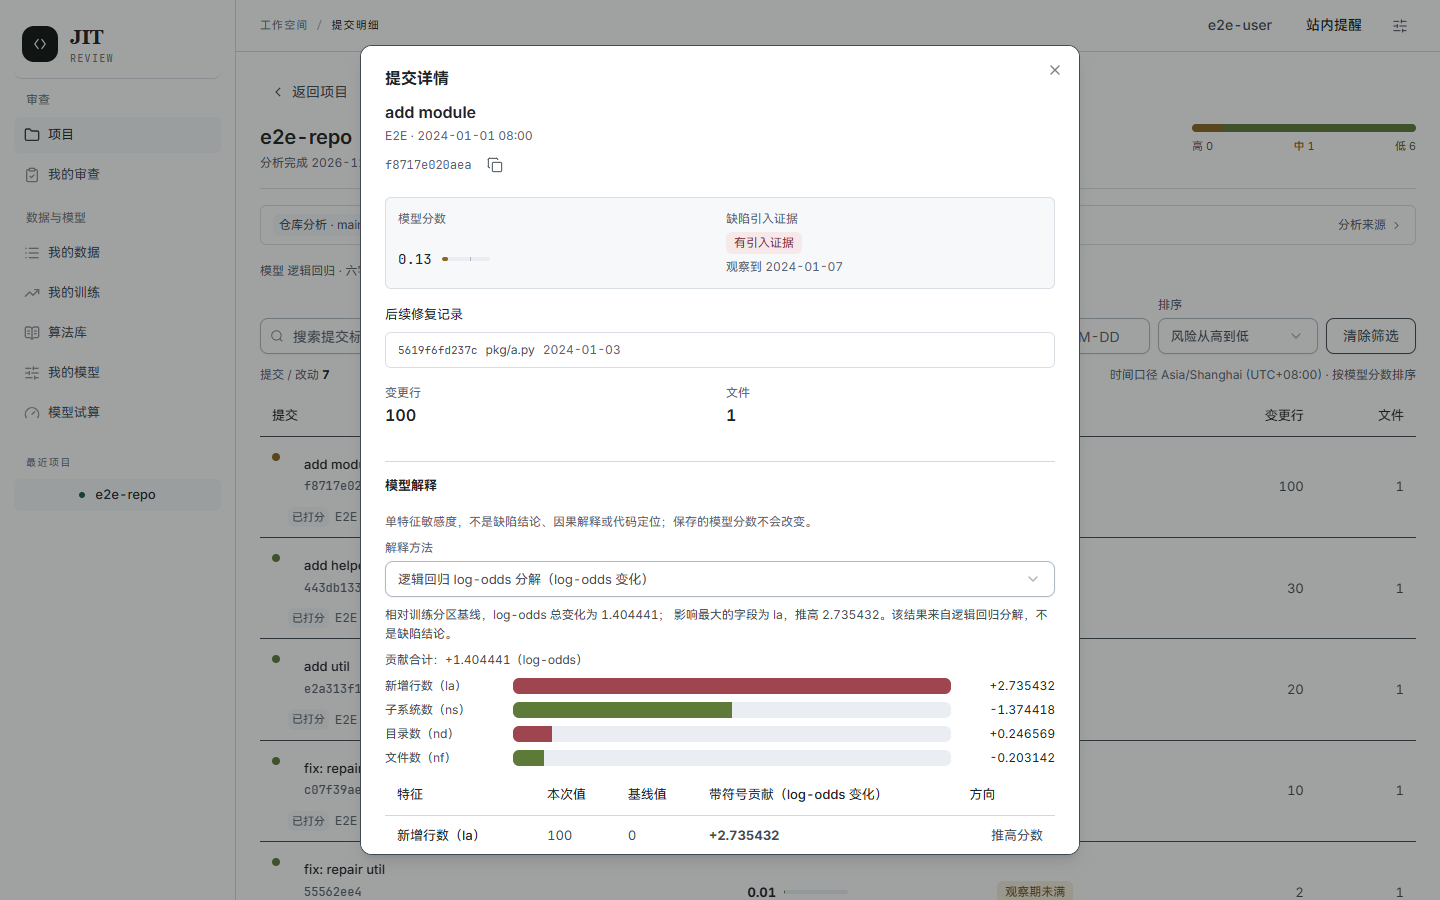 JIT
REVIEW
审查
项目
我的审查
数据与模型
我的数据
我的训练
算法库
我的模型
模型试算
最近项目
e2e-repo
工作空间 / 提交明细
e2e-user
站内提醒
返回项目
e2e-repo
分析完成 2026-1
高 0
中 1
低 6
仓库分析 · main
分析来源
模型 逻辑回归 ·
排序
搜索提交标
M-DD
风险从高到低
清除筛选
提交 / 改动 7
时间口径 Asia/Shanghai (UTC+08:00) · 按模型分数排序
提交
变更行
文件
add modu
f8717e02
已打分 E2E
100
1
add helpe
443db133
已打分 E2E
30
1
add util
e2a313f1
已打分 E2E
20
1
fix: repair
c07f39ae
已打分 E2E
10
1
fix: repair util
55562ee4
0.01
观察期未满
2
1
提交详情
add module
E2E · 2024-01-01 08:00
f8717e020aea
模型分数
0.13
缺陷引入证据
有引入证据
观察到 2024-01-07
后续修复记录
5619f6fd237c pkg/a.py 2024-01-03
变更行
100
文件
1
模型解释
单特征敏感度，不是缺陷结论、因果解释或代码定位；保存的模型分数不会改变。
解释方法
逻辑回归 log-odds 分解（log-odds 变化）
相对训练分区基线，log-odds 总变化为 1.404441； 影响最大的字段为 la，推高 2.735432。该结果来自逻辑回归分解，不
是缺陷结论。
贡献合计：+1.404441（log-odds）
新增行数（la） +2.735432
子系统数（ns） -1.374418
目录数（nd） +0.246569
文件数（nf） -0.203142
特征 本次值 基线值 带符号贡献（log-odds 变化） 方向
新增行数（la） 100 0 +2.735432 推高分数